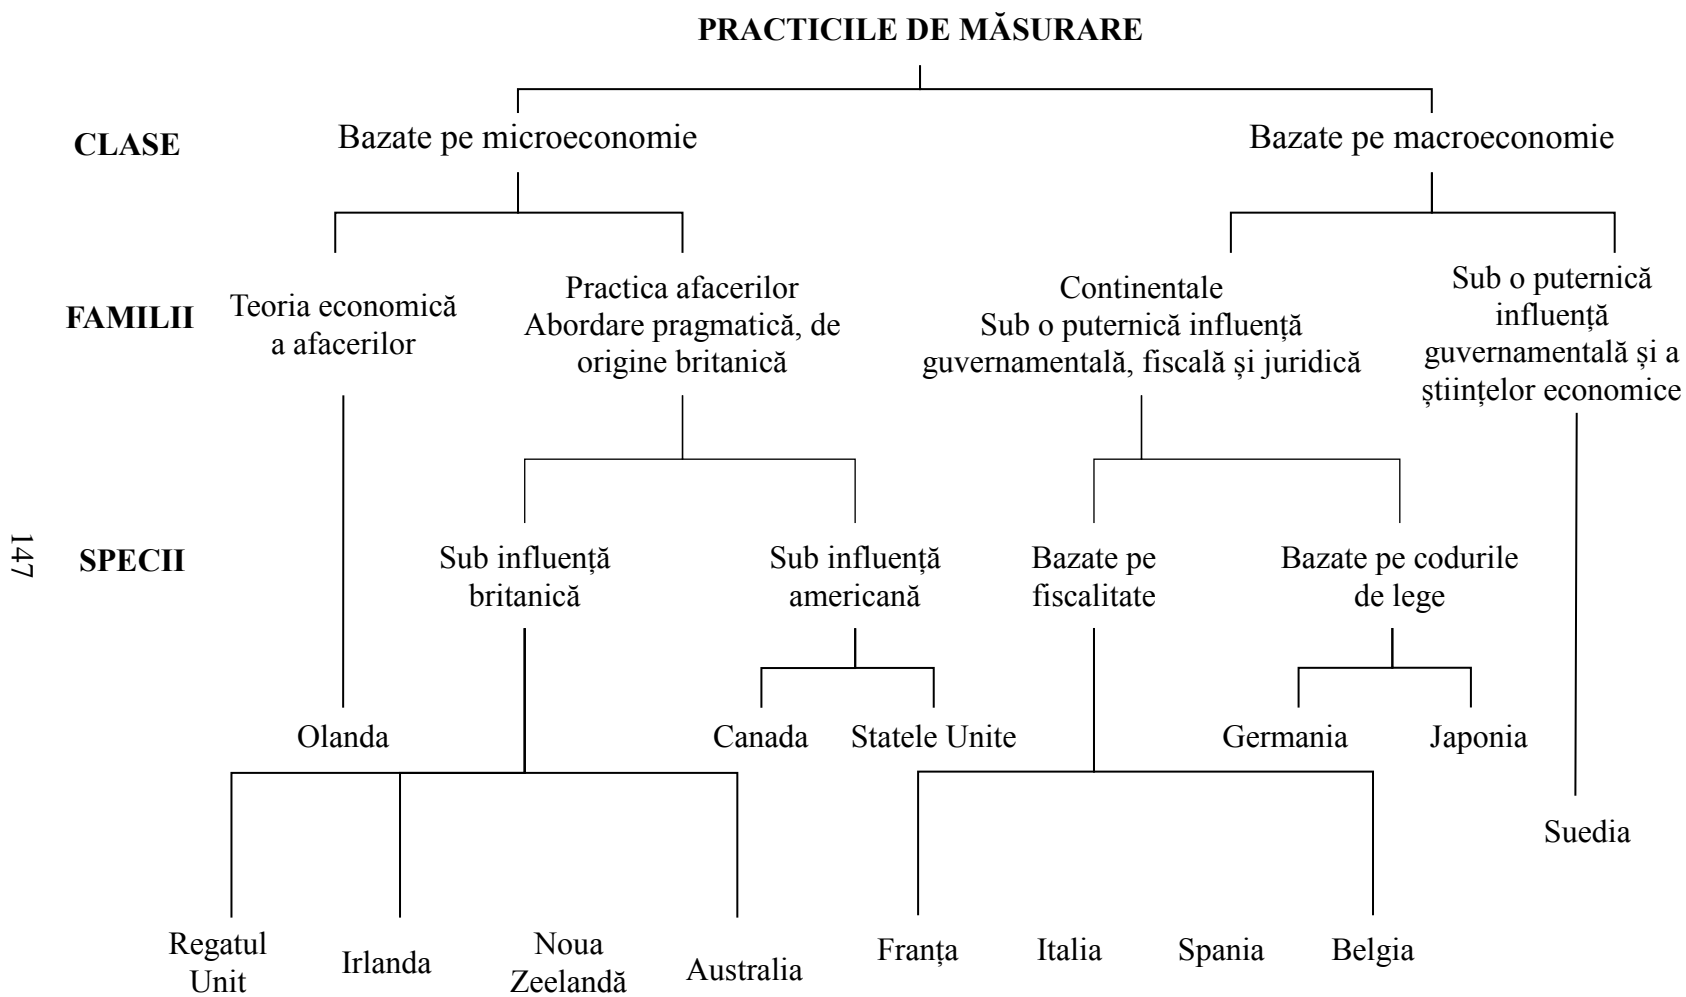 PRACTICILE DE MĂSURARE
CLASE
Bazate pe microeconomie
Bazate pe macroeconomie
FAMILII
Teoria economică
a afacerilor
Practica afacerilor
Abordare pragmatică, de
origine britanică
Continentale
Sub o puternică influență
guvernamentală, fiscală și juridică
Sub o puternică
influență
guvernamentală și a
științelor economice
147
SPECII
Sub influență
britanică
Sub influență
americană
Bazate pe
fiscalitate
Bazate pe codurile
de lege
Olanda
Canada
Statele Unite
Germania
Japonia
Suedia
Regatul
Unit
Irlanda
Noua
Zeelandă
Australia
Franța
Italia
Spania
Belgia